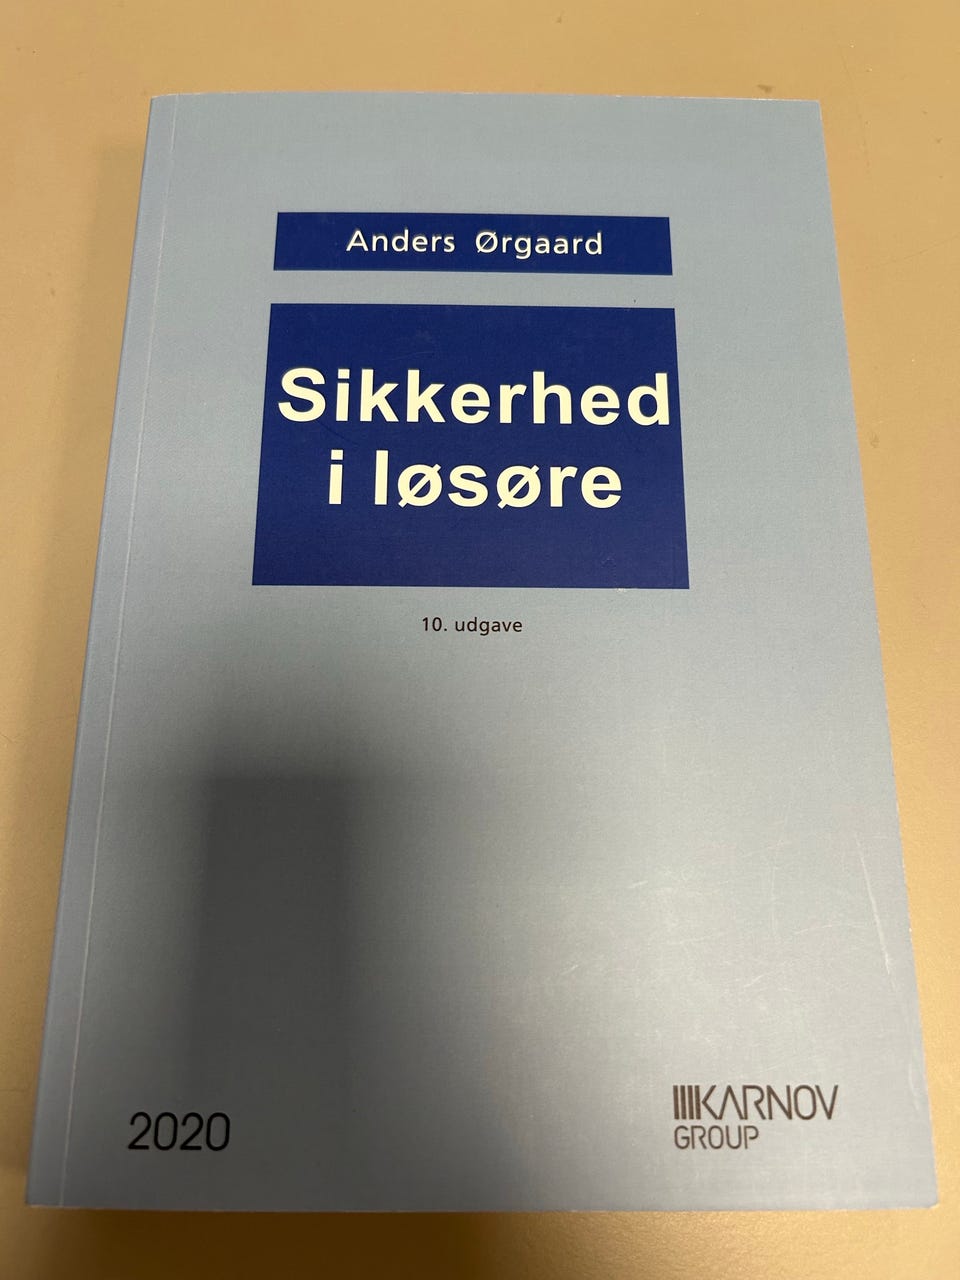 Anders Ørgaard
Sikkerhed
i løsøre
10. udgave
2020
KARNOV
GROUP